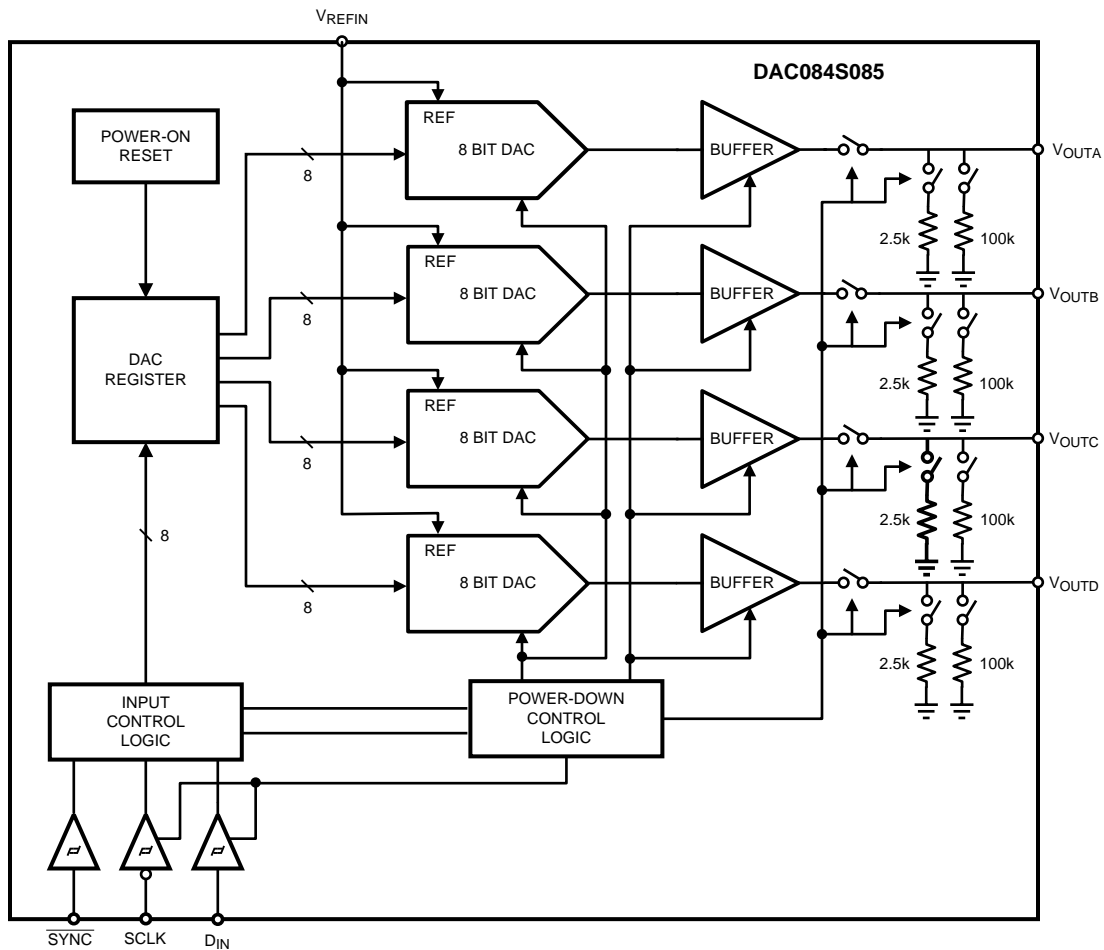 VREFIN
DAC084S085
POWER-ON
RESET
REF
8 BIT DAC
BUFFER
VOUTA
8
2.5k
100k
REF
8 BIT DAC
BUFFER
VOUTB
8
2.5k
100k
DAC
REGISTER
REF
8 BIT DAC
BUFFER
VOUTC
8
2.5k
100k
8
REF
8 BIT DAC
BUFFER
VOUTD
8
2.5k
100k
INPUT
CONTROL
LOGIC
POWER-DOWN
CONTROL
LOGIC
SYNC
SCLK
DIN